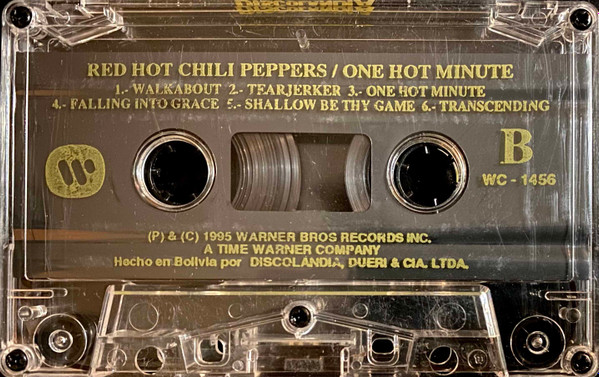 DISCOLANDIA
RED HOT CHILI PEPPERS / ONE HOT MINUTE
1.- WALKABOUT 2.- TEARJERKER 3.- ONE HOT MINUTE
4.- FALLING INTO GRACE 5.- SHALLOW BE THY GAME 6.- TRANSCENDING
B
WC - 1456
(P) & (C) 1995 WARNER BROS RECORDS INC.
A TIME WARNER COMPANY
Hecho en Bolivia por DISCOLANDIA, DUERI & CIA. LTDA.